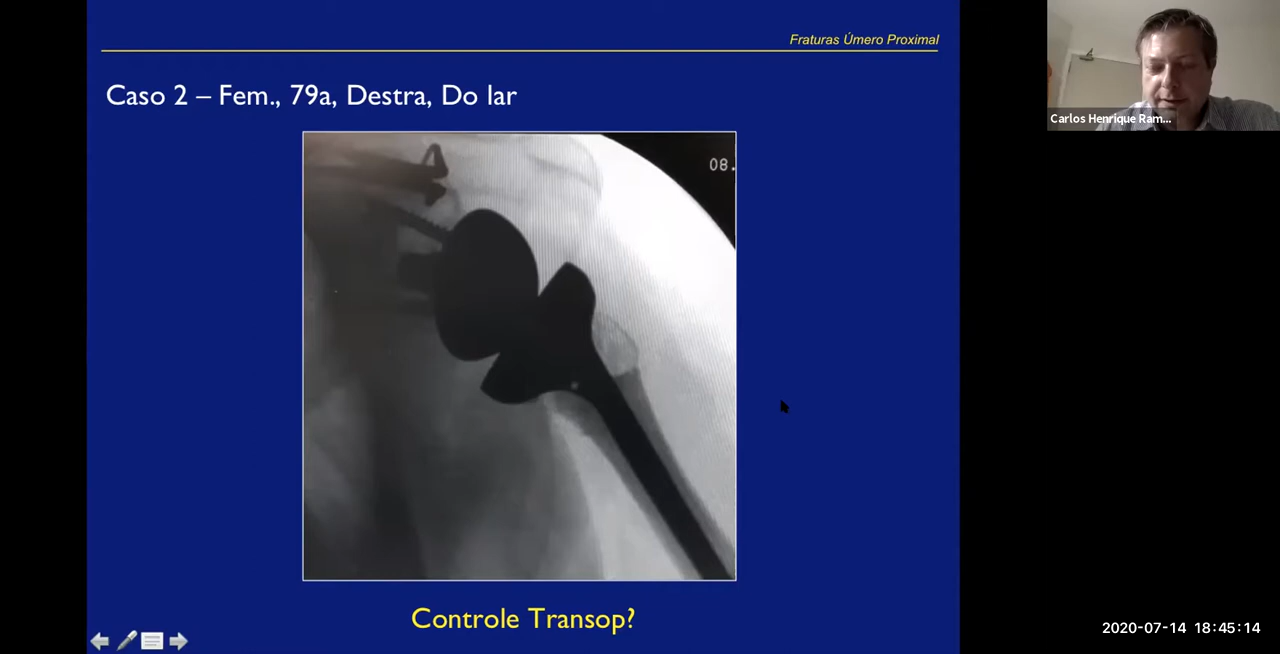 Fraturas Úmero Proximal
Caso 2 – Fem., 79a, Destra, Do lar
08.
Controle Transop?
Carlos Henrique Ram...
2020-07-14 18:45:14